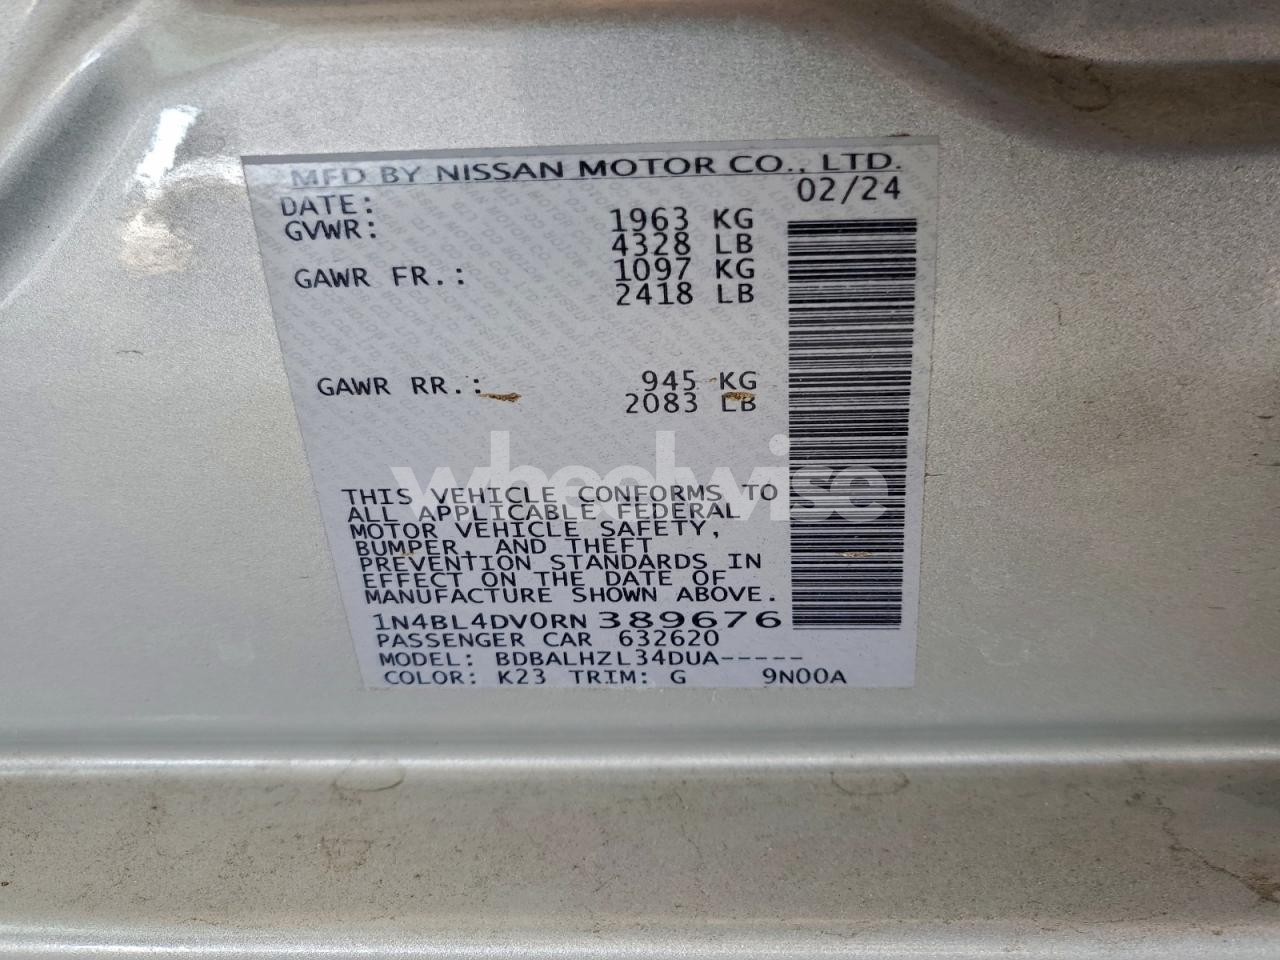 MFD BY NISSAN MOTOR CO., LTD.
DATE: 02/24
GVWR: 1963 KG
4328 LB
GAWR FR.: 1097 KG
2418 LB
GAWR RR.: 945 KG
2083 LB
wheelwise
THIS VEHICLE CONFORMS TO
ALL APPLICABLE FEDERAL
MOTOR VEHICLE SAFETY,
BUMPER, AND THEFT
PREVENTION STANDARDS IN
EFFECT ON THE DATE OF
MANUFACTURE SHOWN ABOVE.
1N4BL4DV0RN389676
PASSENGER CAR 632620
MODEL: BDBALHZL34DUA-----
COLOR: K23 TRIM: G 9N00A